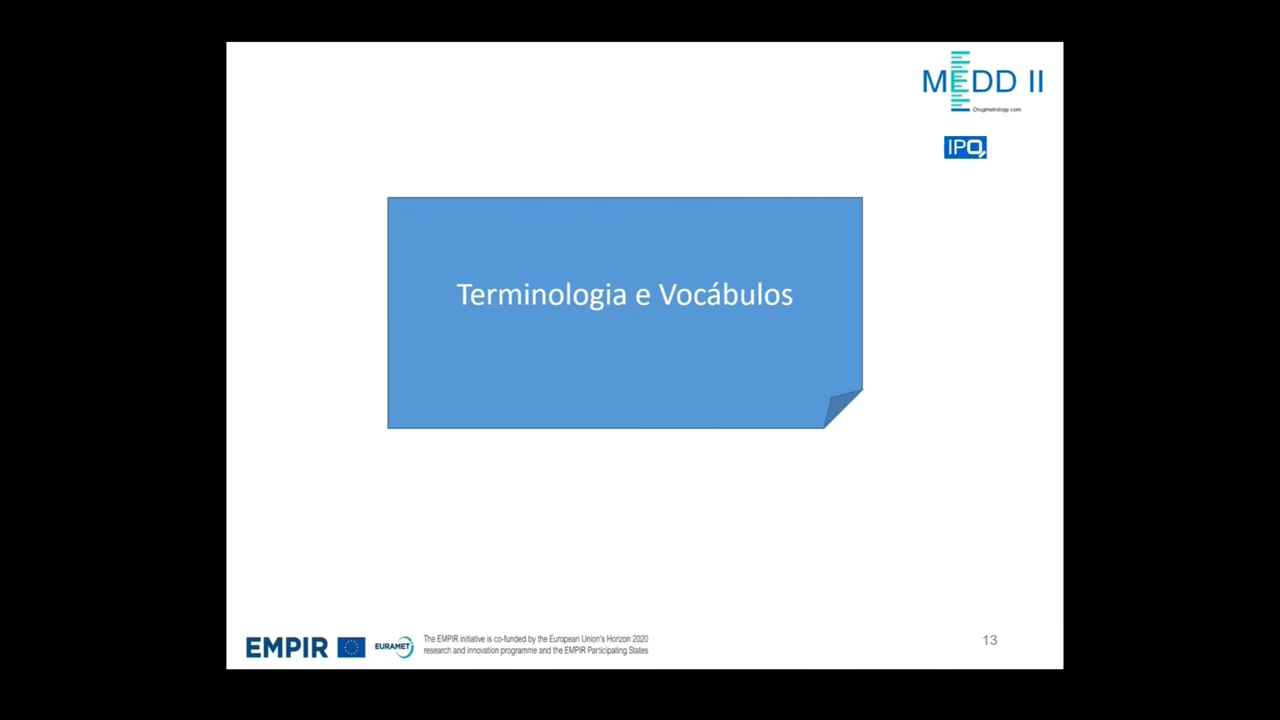 MEDD II
Drugmetrology.com
IPQ
Terminologia e Vocábulos
EMPIR
EURAMET
The EMPIR initiative is co-funded by the European Union's Horizon 2020
research and innovation programme and the EMPIR Participating States
13